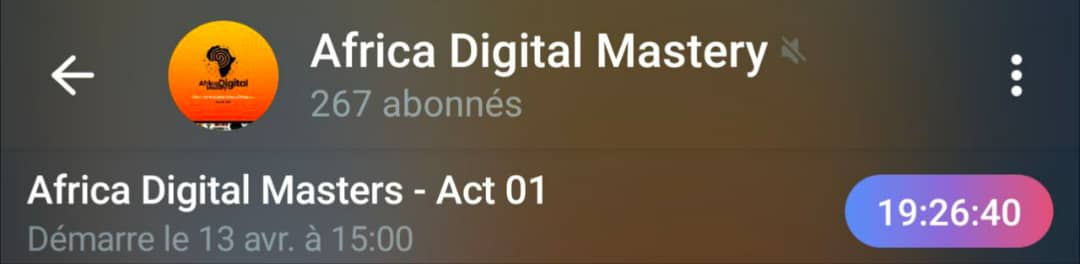 Africa Digital Mastery
267 abonnés
Africa Digital Masters - Act 01
Démarre le 13 avr. à 15:00
19:26:40